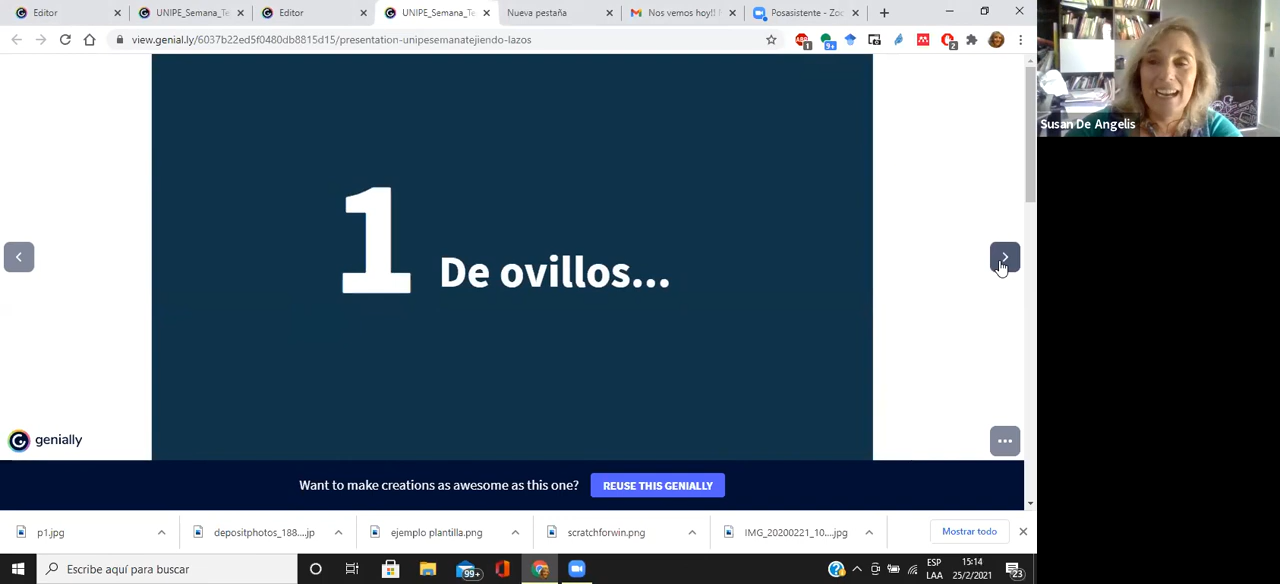 Editor
UNIPE_Semana_Te
Editor
UNIPE_Semana_Te
Nueva pestaña
Nos vemos hoy!!
Posasistente - Zoo
view.genial.ly/6037b22ed5f0480db8815d15/presentation-unipesemanatejiendo-lazos
9+
2
Susan De Angelis
1 De ovillos...
genially
Want to make creations as awesome as this one?
REUSE THIS GENIALLY
p1.jpg
depositphotos_188....jp
ejemplo plantilla.png
scratchforwin.png
IMG_20200221_10....jpg
Mostrar todo
Escribe aquí para buscar
99+
ESP
LAA
15:14
25/2/2021
23